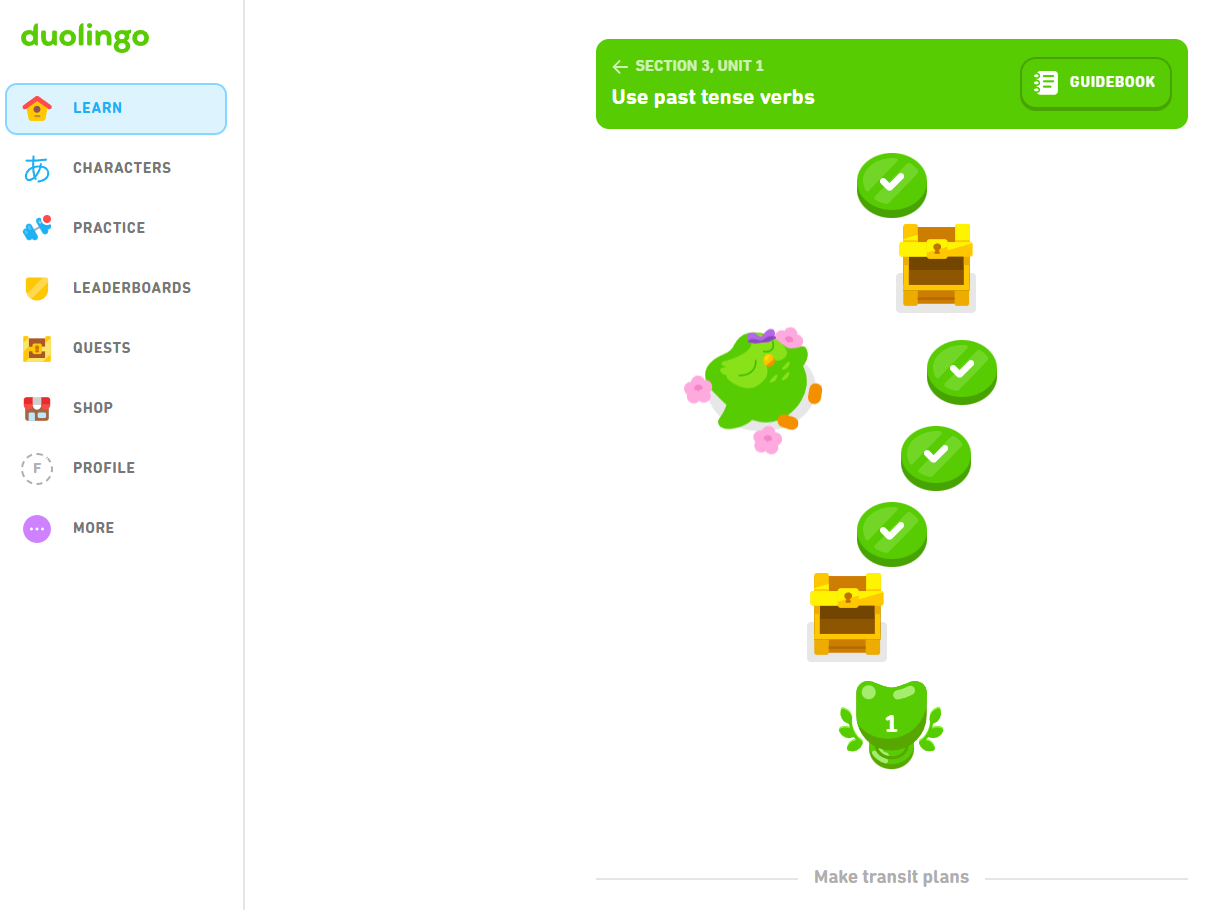 duolingo
LEARN
あ
CHARACTERS
PRACTICE
LEADERBOARDS
QUESTS
SHOP
F
PROFILE
MORE
SECTION 3, UNIT 1
Use past tense verbs
GUIDEBOOK
1
Make transit plans